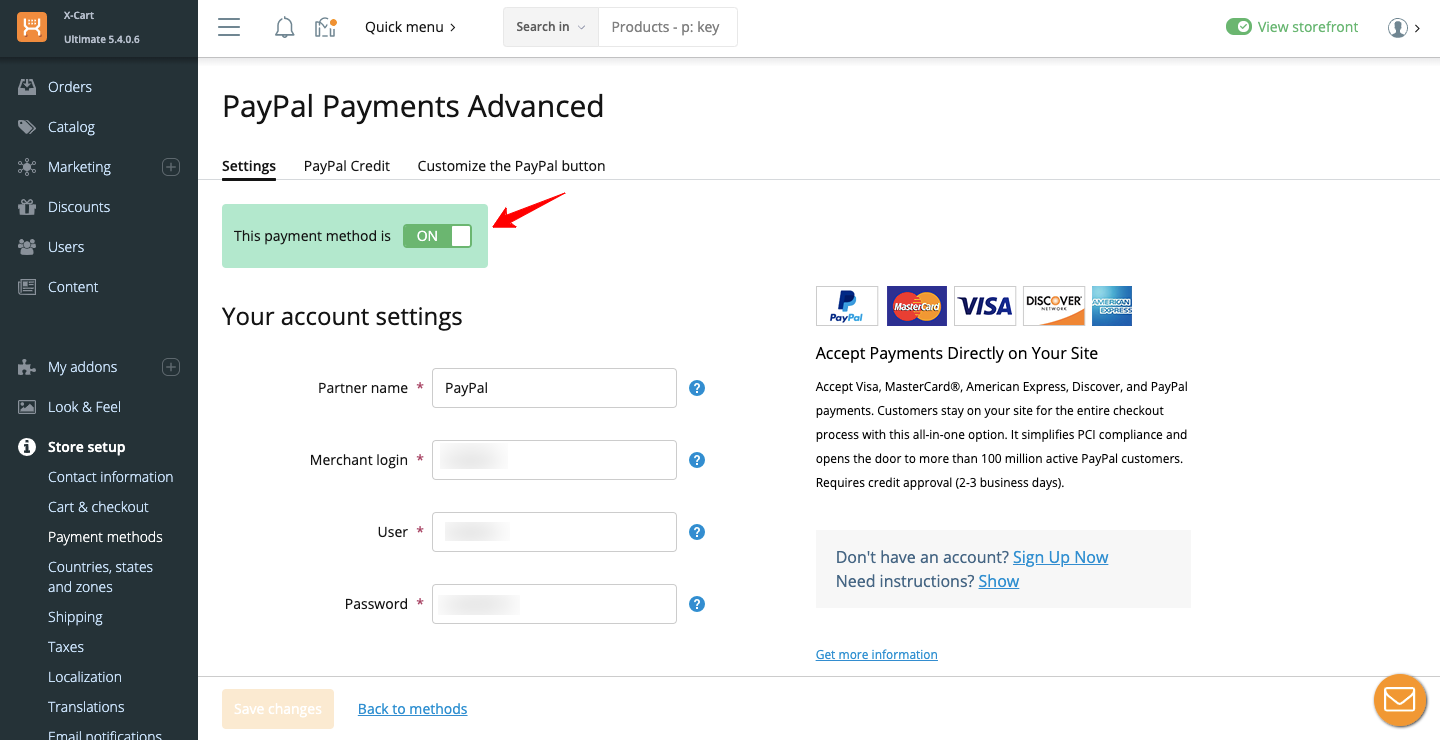 X-Cart
Ultimate 5.4.0.6
Quick menu
Search in
Products - p: key
View storefront
Orders
Catalog
Marketing
Discounts
Users
Content
My addons
Look & Feel
Store setup
Contact information
Cart & checkout
Payment methods
Countries, states
and zones
Shipping
Taxes
Localization
Translations
Email notifications
PayPal Payments Advanced
Settings PayPal Credit Customize the PayPal button
This payment method is ON
Your account settings
Partner name * PayPal ?
Merchant login * ?
User * ?
Password * ?
PayPal MasterCard VISA DISCOVER NETWORK AMERICAN EXPRESS
Accept Payments Directly on Your Site
Accept Visa, MasterCard®, American Express, Discover, and PayPal
payments. Customers stay on your site for the entire checkout
process with this all-in-one option. It simplifies PCI compliance and
opens the door to more than 100 million active PayPal customers.
Requires credit approval (2-3 business days).
Don't have an account? Sign Up Now
Need instructions? Show
Get more information
Save changes Back to methods